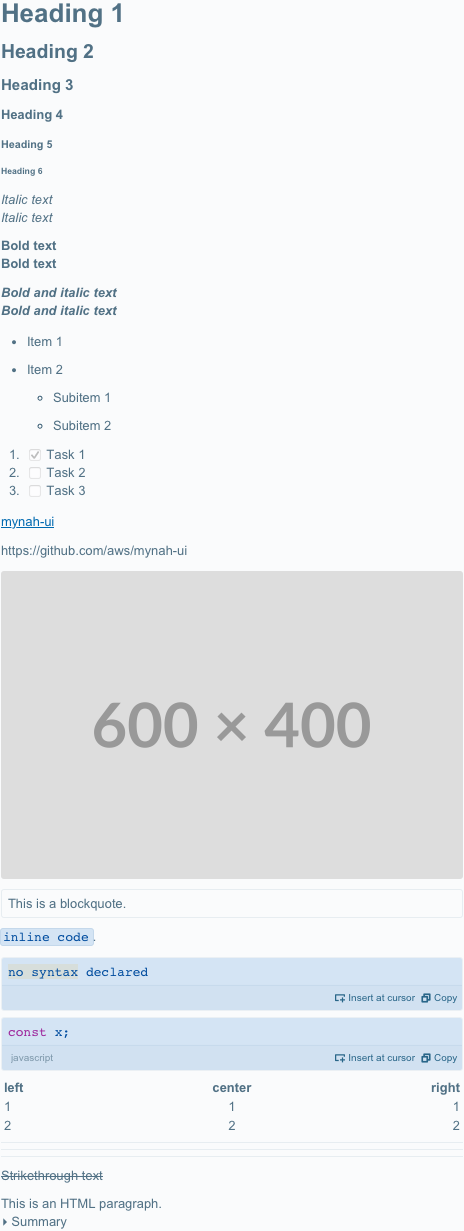 Heading 1
Heading 2
Heading 3
Heading 4
Heading 5
Heading 6
Italic text
Italic text
Bold text
Bold text
Bold and italic text
Bold and italic text
Item 1
Item 2
Subitem 1
Subitem 2
1. Task 1
2. Task 2
3. Task 3
mynah-ui
https://github.com/aws/mynah-ui
600 × 400
This is a blockquote.
inline code.
no syntax declared
Insert at cursor Copy
const x;
javascript Insert at cursor Copy
left center right
1 1 1
2 2 2
Strikethrough text
This is an HTML paragraph.
Summary